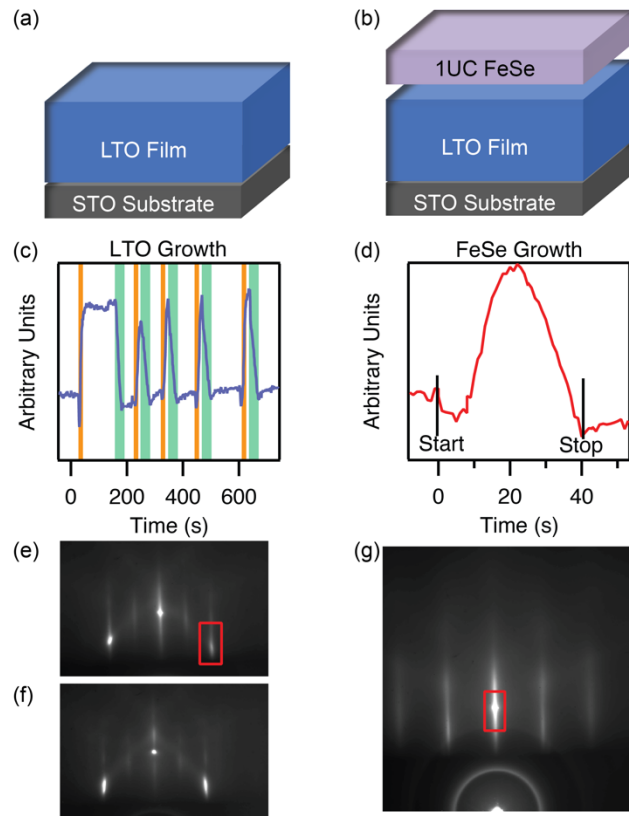 (a)
LTO Film
STO Substrate
(b)
1UC FeSe
LTO Film
STO Substrate
(c)
LTO Growth
Arbitrary Units
0
200
400
600
Time (s)
(d)
FeSe Growth
Arbitrary Units
Start
Stop
0
20
40
Time (s)
(e)
(f)
(g)